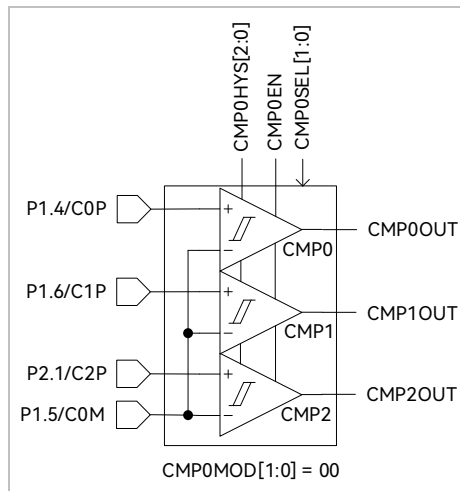 CMP0HYS[2:0]
CMP0EN
CMP0SEL[1:0]
P1.4/C0P
+
−
CMP0
CMP0OUT
P1.6/C1P
+
−
CMP1
CMP1OUT
P2.1/C2P
+
−
CMP2
CMP2OUT
P1.5/C0M
CMP0MOD[1:0] = 00